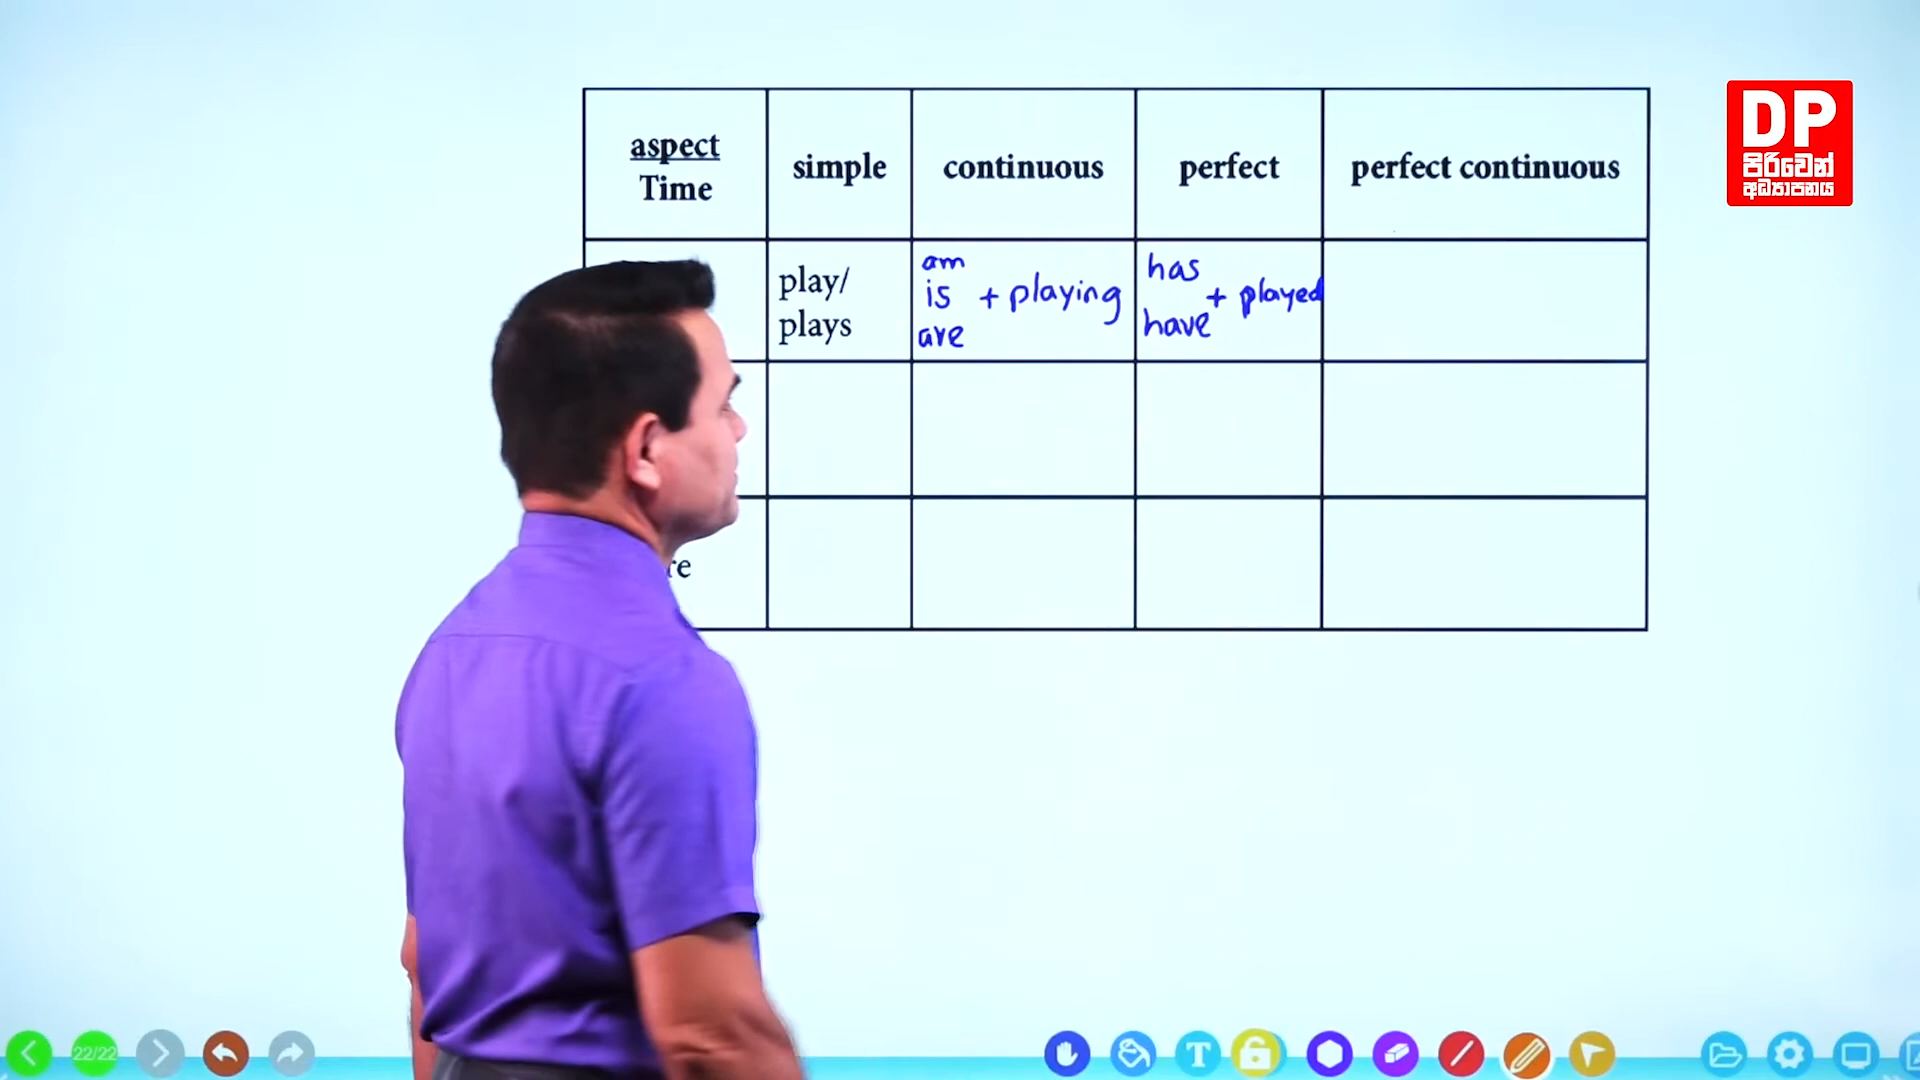 aspect
Time
simple
continuous
perfect
perfect continuous
play/
plays
am
is + playing
are
has
+ played
have
re
DP
පිරිවෙන්
අධ්‍යාපනය
22/22
T